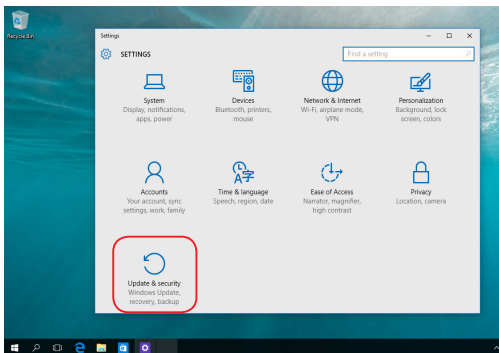 Recycle Bin
Settings
SETTINGS
Find a setting
System
Display, notifications,
apps, power
Devices
Bluetooth, printers,
mouse
Network & Internet
Wi-Fi, airplane mode,
VPN
Personalization
Background, lock
screen, colors
Accounts
Your account, sync
settings, work, family
Time & language
Speech, region, date
Ease of Access
Narrator, magnifier,
high contrast
Privacy
Location, camera
Update & security
Windows Update,
recovery, backup